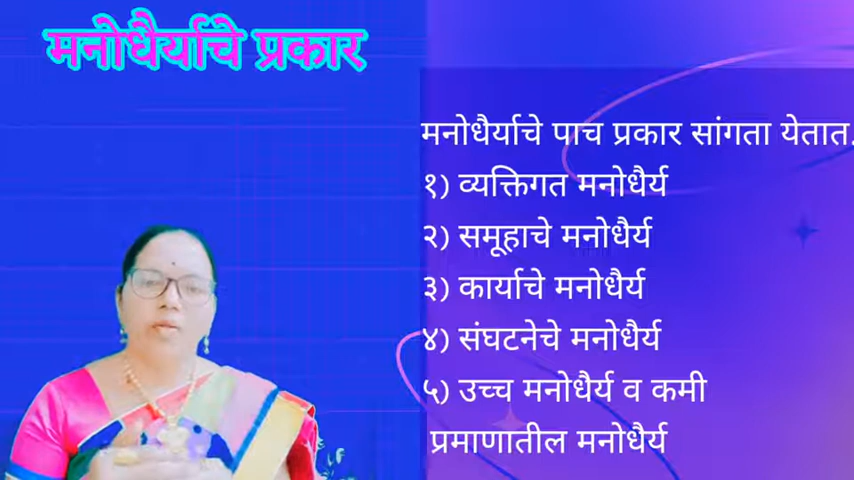 मनोधैर्याचे प्रकार
मनोधैर्याचे पाच प्रकार सांगता येतात.
१) व्यक्तिगत मनोधैर्य
२) समूहाचे मनोधैर्य
३) कार्याचे मनोधैर्य
४) संघटनेचे मनोधैर्य
५) उच्च मनोधैर्य व कमी
प्रमाणातील मनोधैर्य